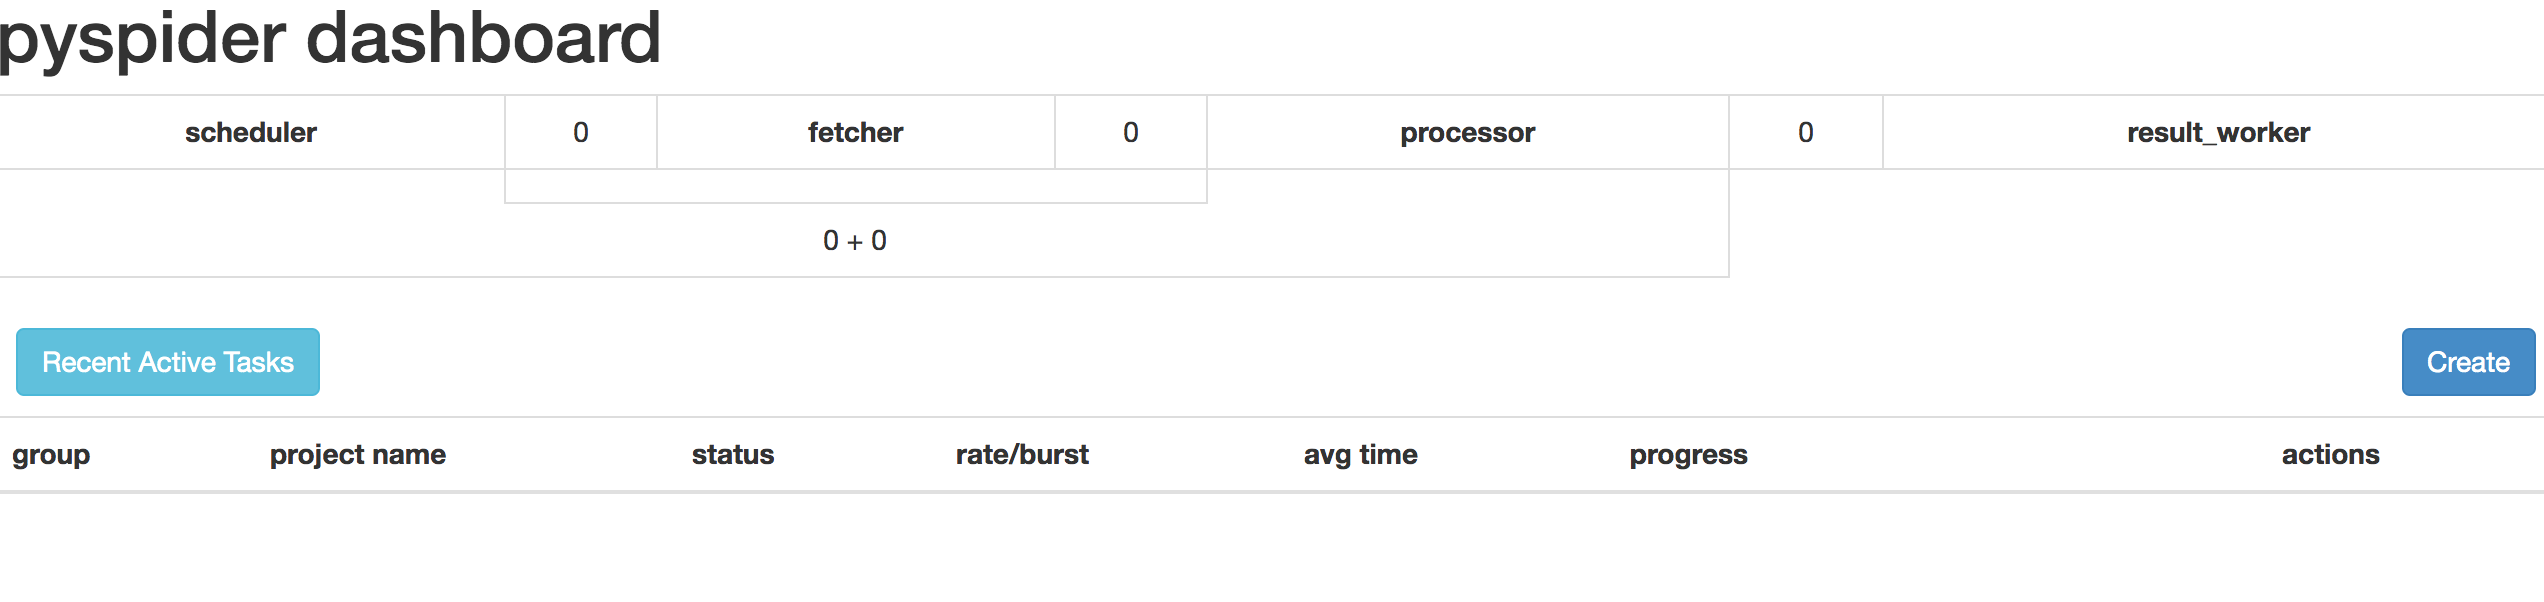 pyspider dashboard
scheduler 0 fetcher 0 processor 0 result_worker
0 + 0
Recent Active Tasks Create
group project name status rate/burst avg time progress actions